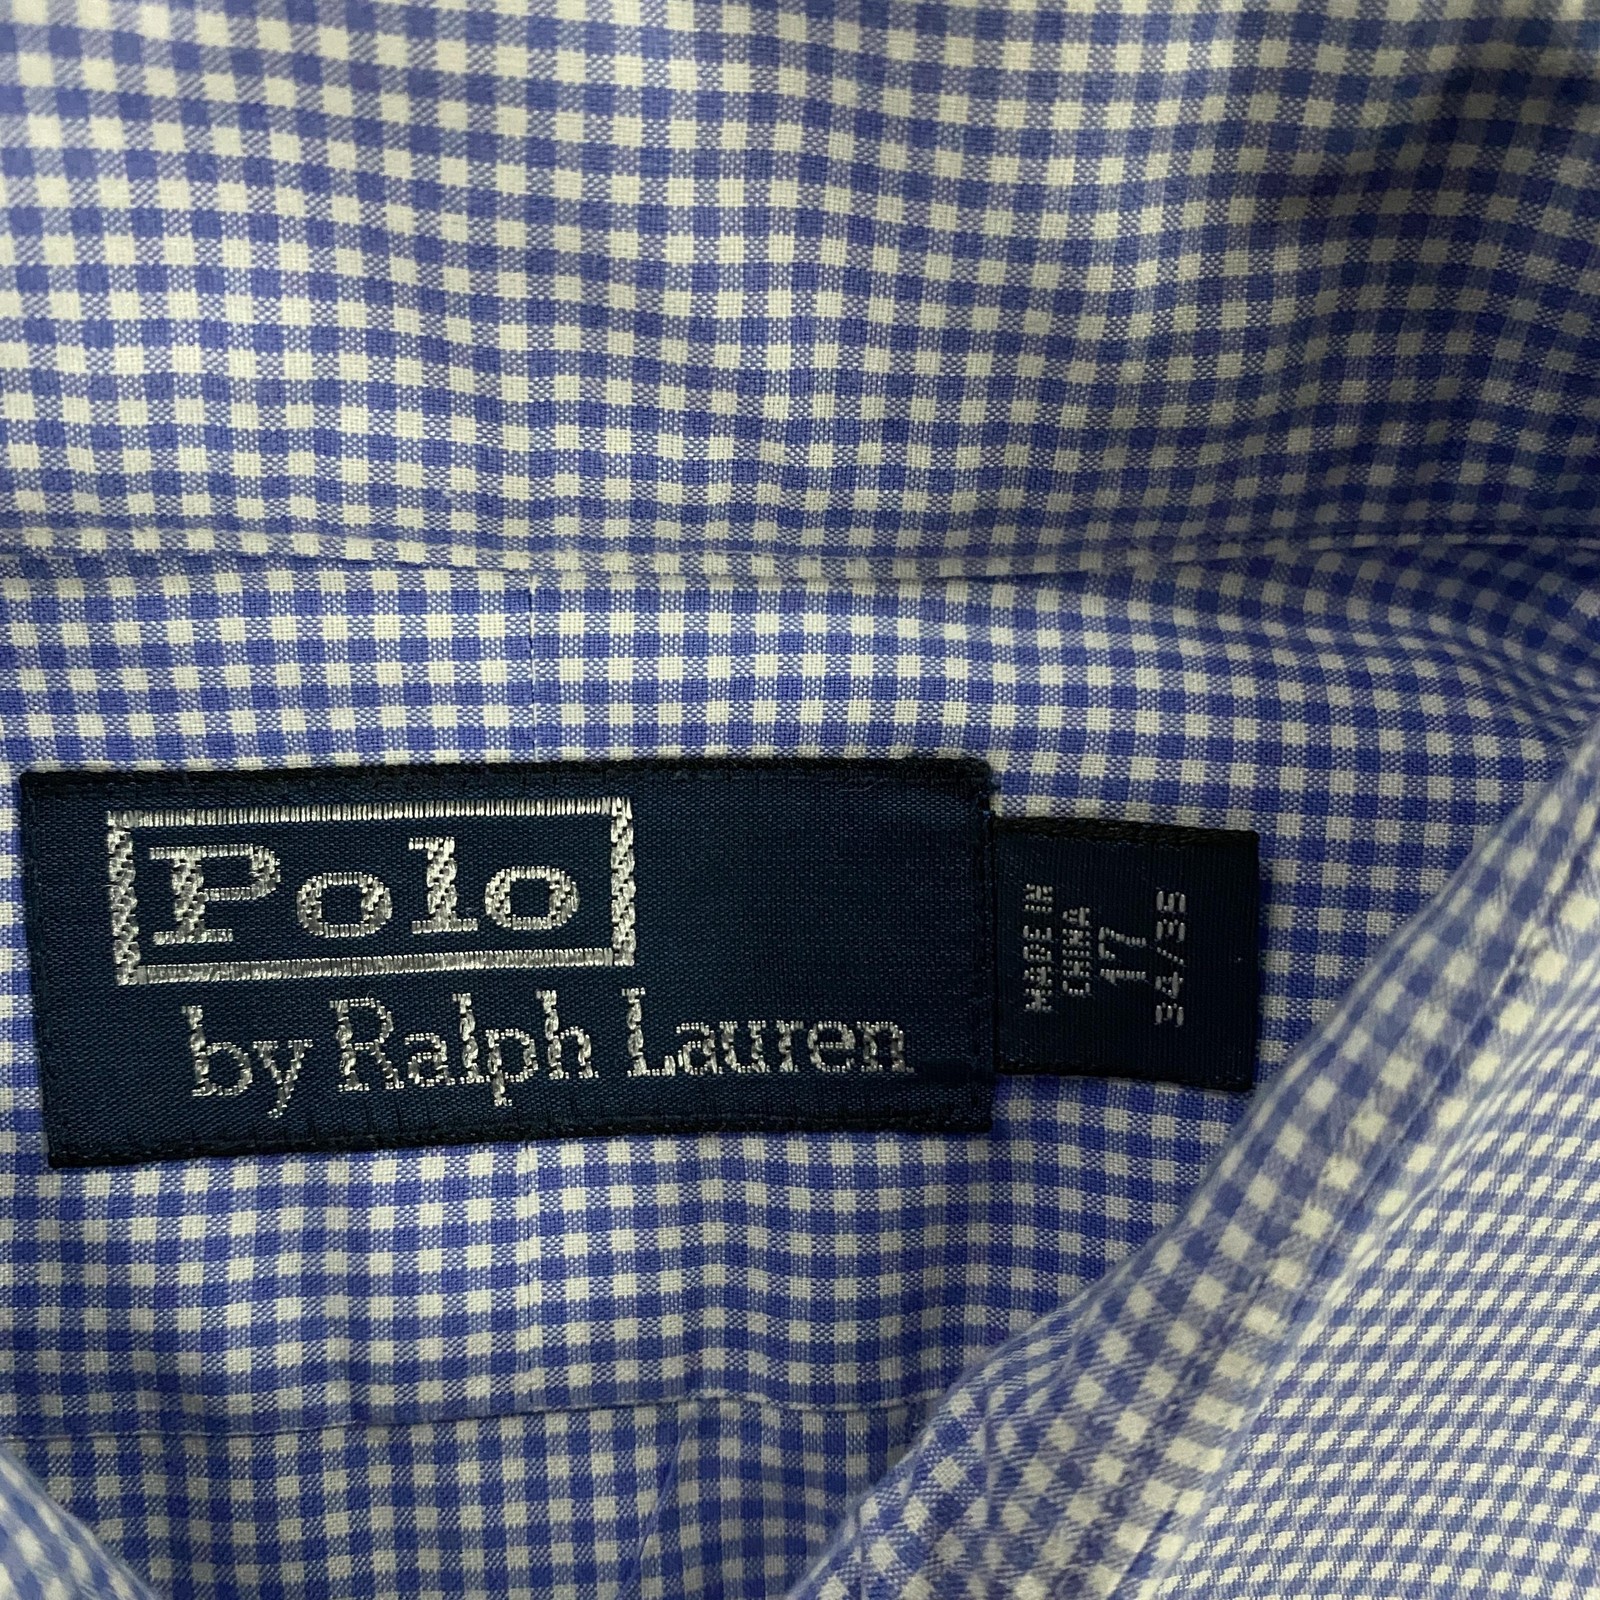 Polo
by Ralph Lauren
MADE IN
CHINA
17
34/35